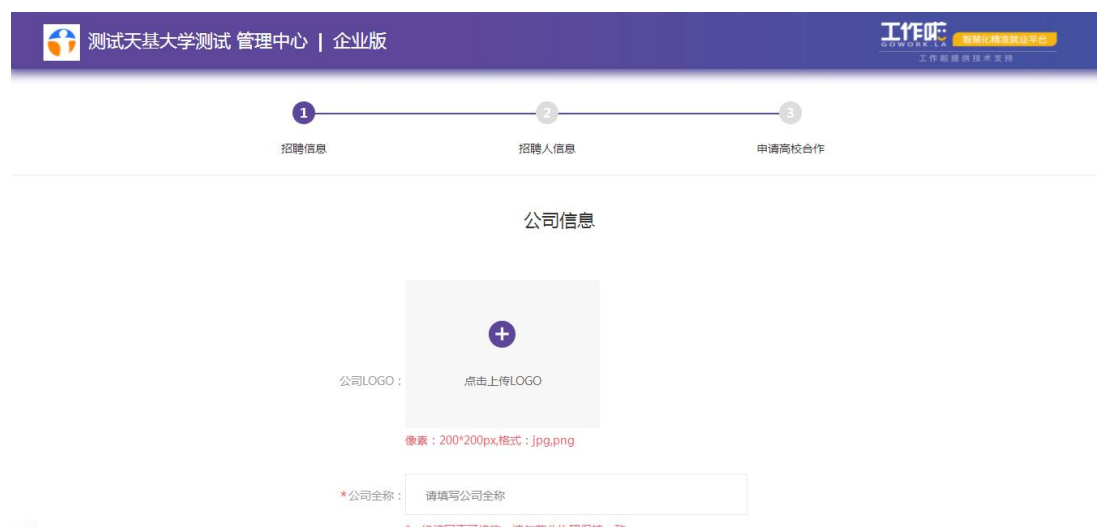 测试天基大学测试 管理中心 | 企业版
工作啦
GOWORK.LA
智慧化精准就业平台
工作啦提供技术支持
1
2
3
招聘信息
招聘人信息
申请高校合作
公司信息
公司LOGO：
点击上传LOGO
像素：200*200px,格式：jpg,png
*公司全称：
请填写公司全称